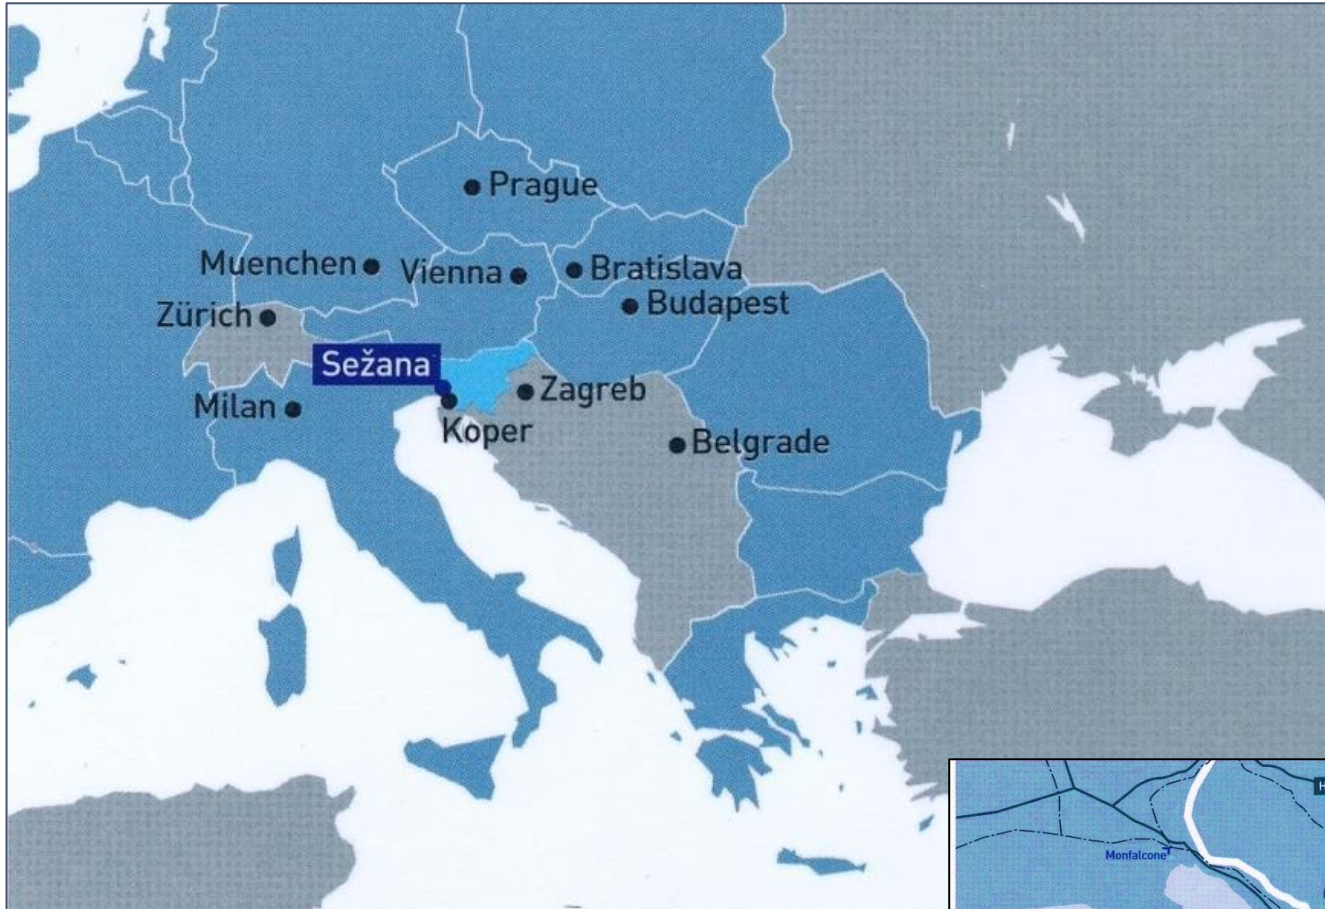 Prague
Muenchen
Vienna
Bratislava
Budapest
Zürich
Sežana
Zagreb
Milan
Koper
Belgrade
H
Monfalcone